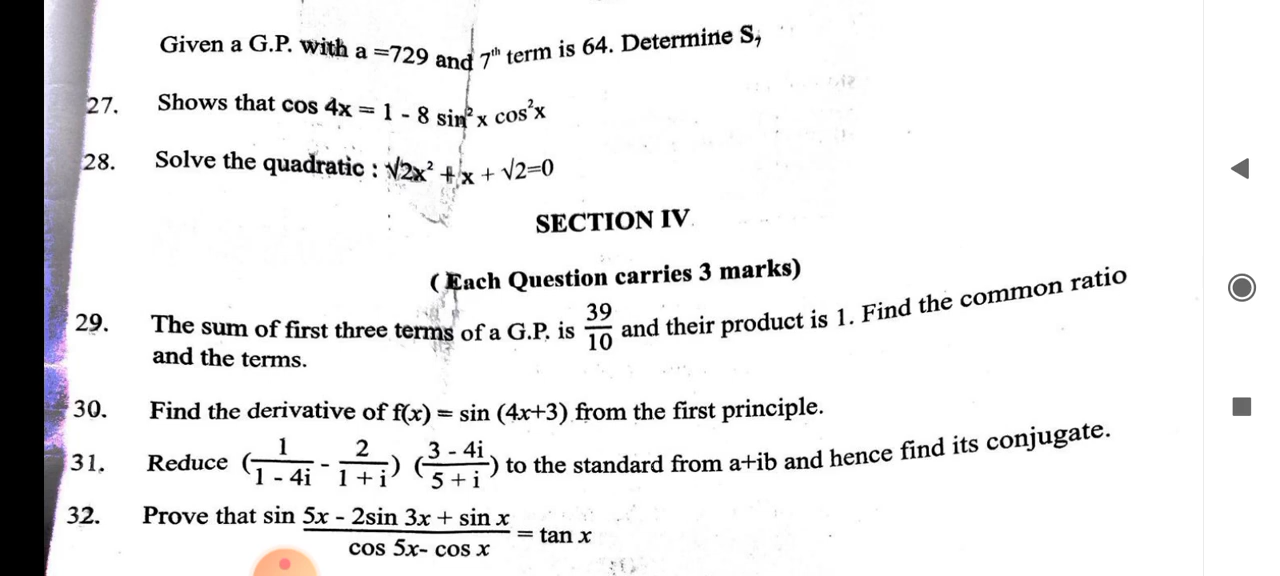 Given a G.P. with a =729 and 7ᵗʰ term is 64. Determine S₇
27. Shows that cos 4x = 1 - 8 sin²x cos²x
28. Solve the quadratic : √2x² + x + √2=0
SECTION IV
( Each Question carries 3 marks)
29. The sum of first three terms of a G.P. is 39/10 and their product is 1. Find the common ratio
and the terms.
30. Find the derivative of f(x) = sin (4x+3) from the first principle.
31. Reduce (1/(1 - 4i) - 2/(1 + i)) ((3 - 4i)/(5 + i)) to the standard from a+ib and hence find its conjugate.
32. Prove that sin 5x - 2sin 3x + sin x / cos 5x- cos x = tan x